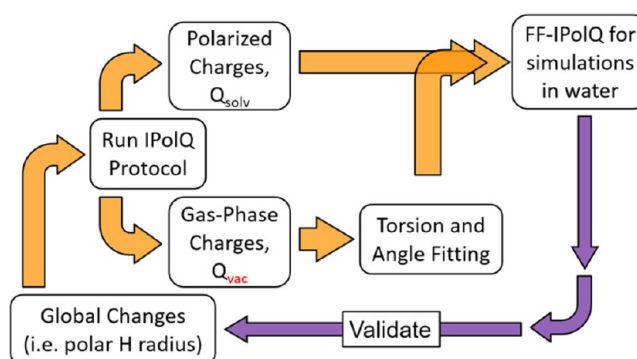 Polarized
Charges,
Qsolv
FF-IPolQ for
simulations
in water
Run IPolQ
Protocol
Gas-Phase
Charges,
Qvac
Torsion and
Angle Fitting
Global Changes
(i.e. polar H radius)
Validate